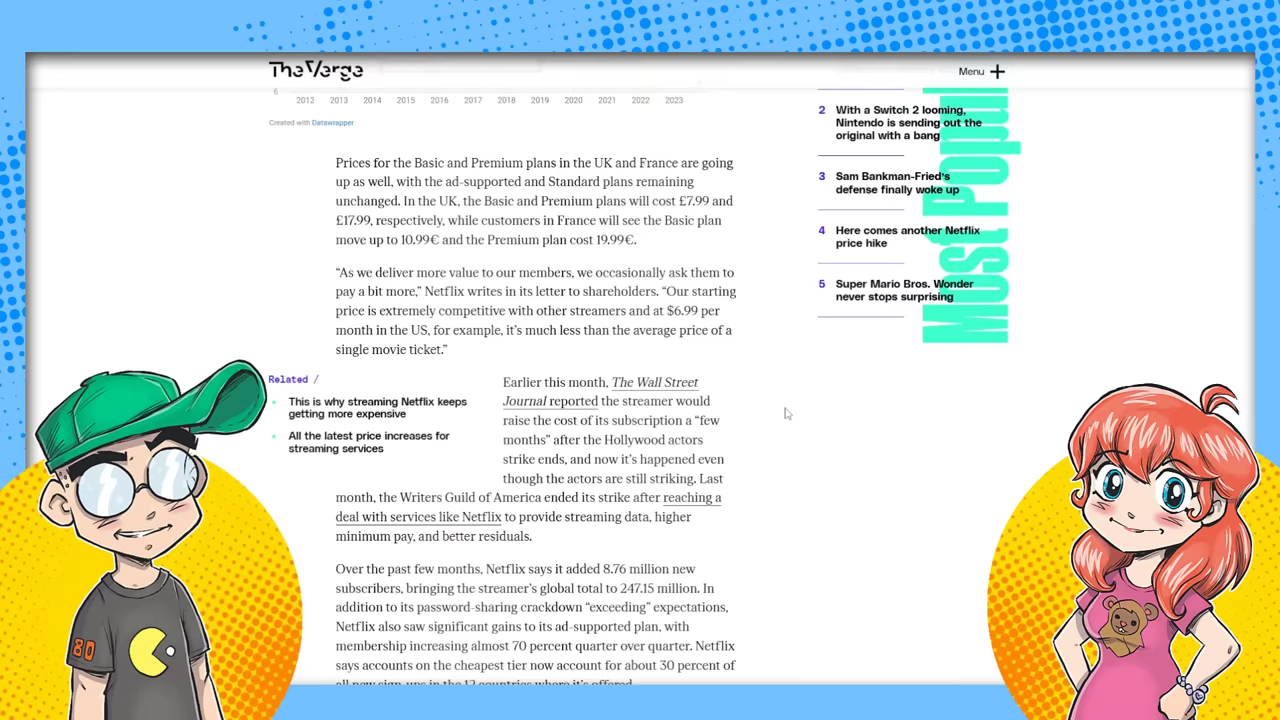 The Verge
Menu
6
2012 2013 2014 2015 2016 2017 2018 2019 2020 2021 2022 2023
Created with Datawrapper
Prices for the Basic and Premium plans in the UK and France are going
up as well, with the ad-supported and Standard plans remaining
unchanged. In the UK, the Basic and Premium plans will cost £7.99 and
£17.99, respectively, while customers in France will see the Basic plan
move up to 10.99€ and the Premium plan cost 19.99€.
“As we deliver more value to our members, we occasionally ask them to
pay a bit more,” Netflix writes in its letter to shareholders. “Our starting
price is extremely competitive with other streamers and at $6.99 per
month in the US, for example, it’s much less than the average price of a
single movie ticket.”
Related /
This is why streaming Netflix keeps
getting more expensive
All the latest price increases for
streaming services
Earlier this month, The Wall Street
Journal reported the streamer would
raise the cost of its subscription a “few
months” after the Hollywood actors
strike ends, and now it’s happened even
though the actors are still striking. Last
month, the Writers Guild of America ended its strike after reaching a
deal with services like Netflix to provide streaming data, higher
minimum pay, and better residuals.
Over the past few months, Netflix says it added 8.76 million new
subscribers, bringing the streamer’s global total to 247.15 million. In
addition to its password-sharing crackdown “exceeding” expectations,
Netflix also saw significant gains to its ad-supported plan, with
membership increasing almost 70 percent quarter over quarter. Netflix
says accounts on the cheapest tier now account for about 30 percent of
all new sign-ups in the 12 countries where it’s offered.
Most Popul
2 With a Switch 2 looming,
Nintendo is sending out the
original with a bang
3 Sam Bankman-Fried’s
defense finally woke up
4 Here comes another Netflix
price hike
5 Super Mario Bros. Wonder
never stops surprising
80